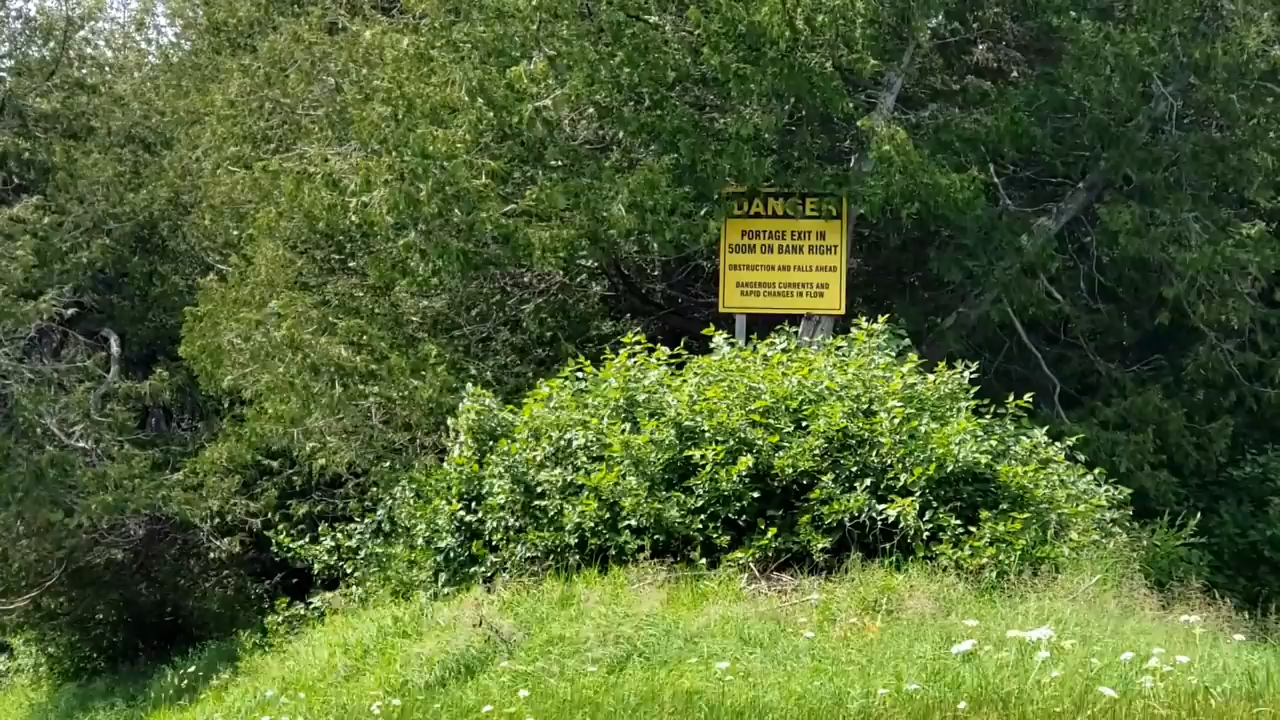 DANGER
PORTAGE EXIT IN
500M ON BANK RIGHT
OBSTRUCTION AND FALLS AHEAD
DANGEROUS CURRENTS AND
RAPID CHANGES IN FLOW